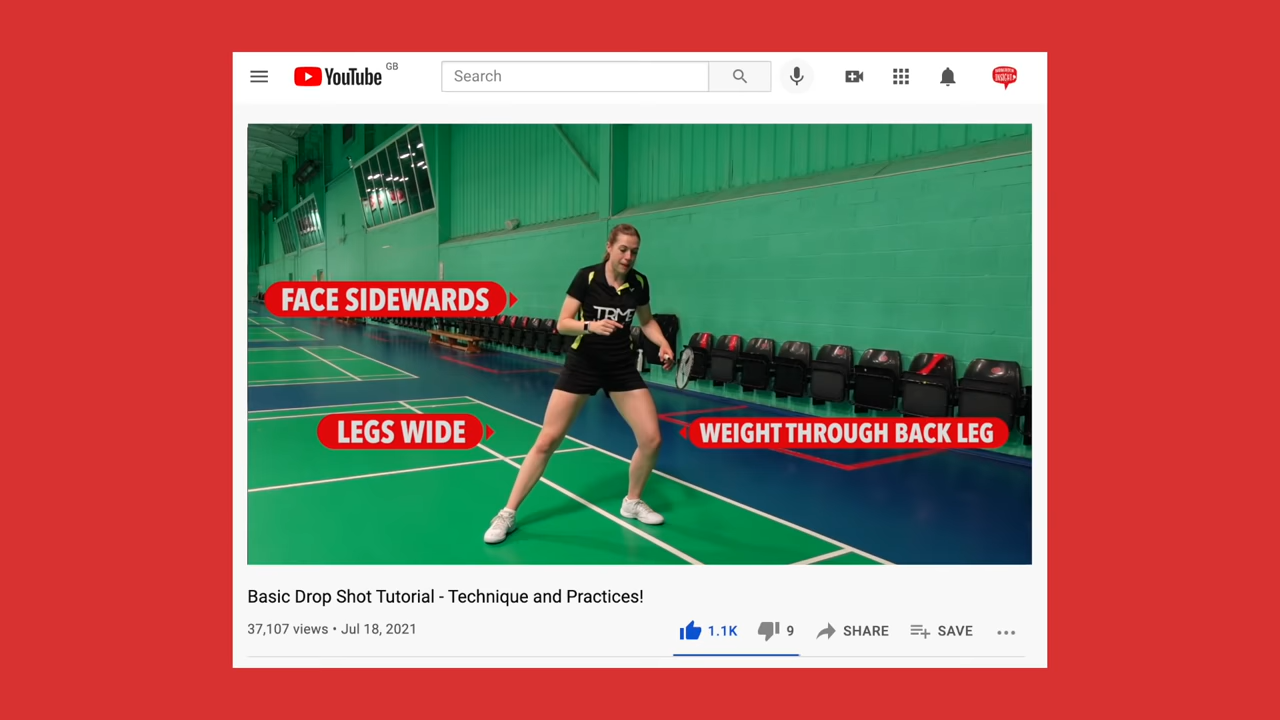 YouTube GB
Search
FACE SIDEWARDS
LEGS WIDE
WEIGHT THROUGH BACK LEG
Basic Drop Shot Tutorial - Technique and Practices!
37,107 views • Jul 18, 2021
1.1K 9 SHARE SAVE